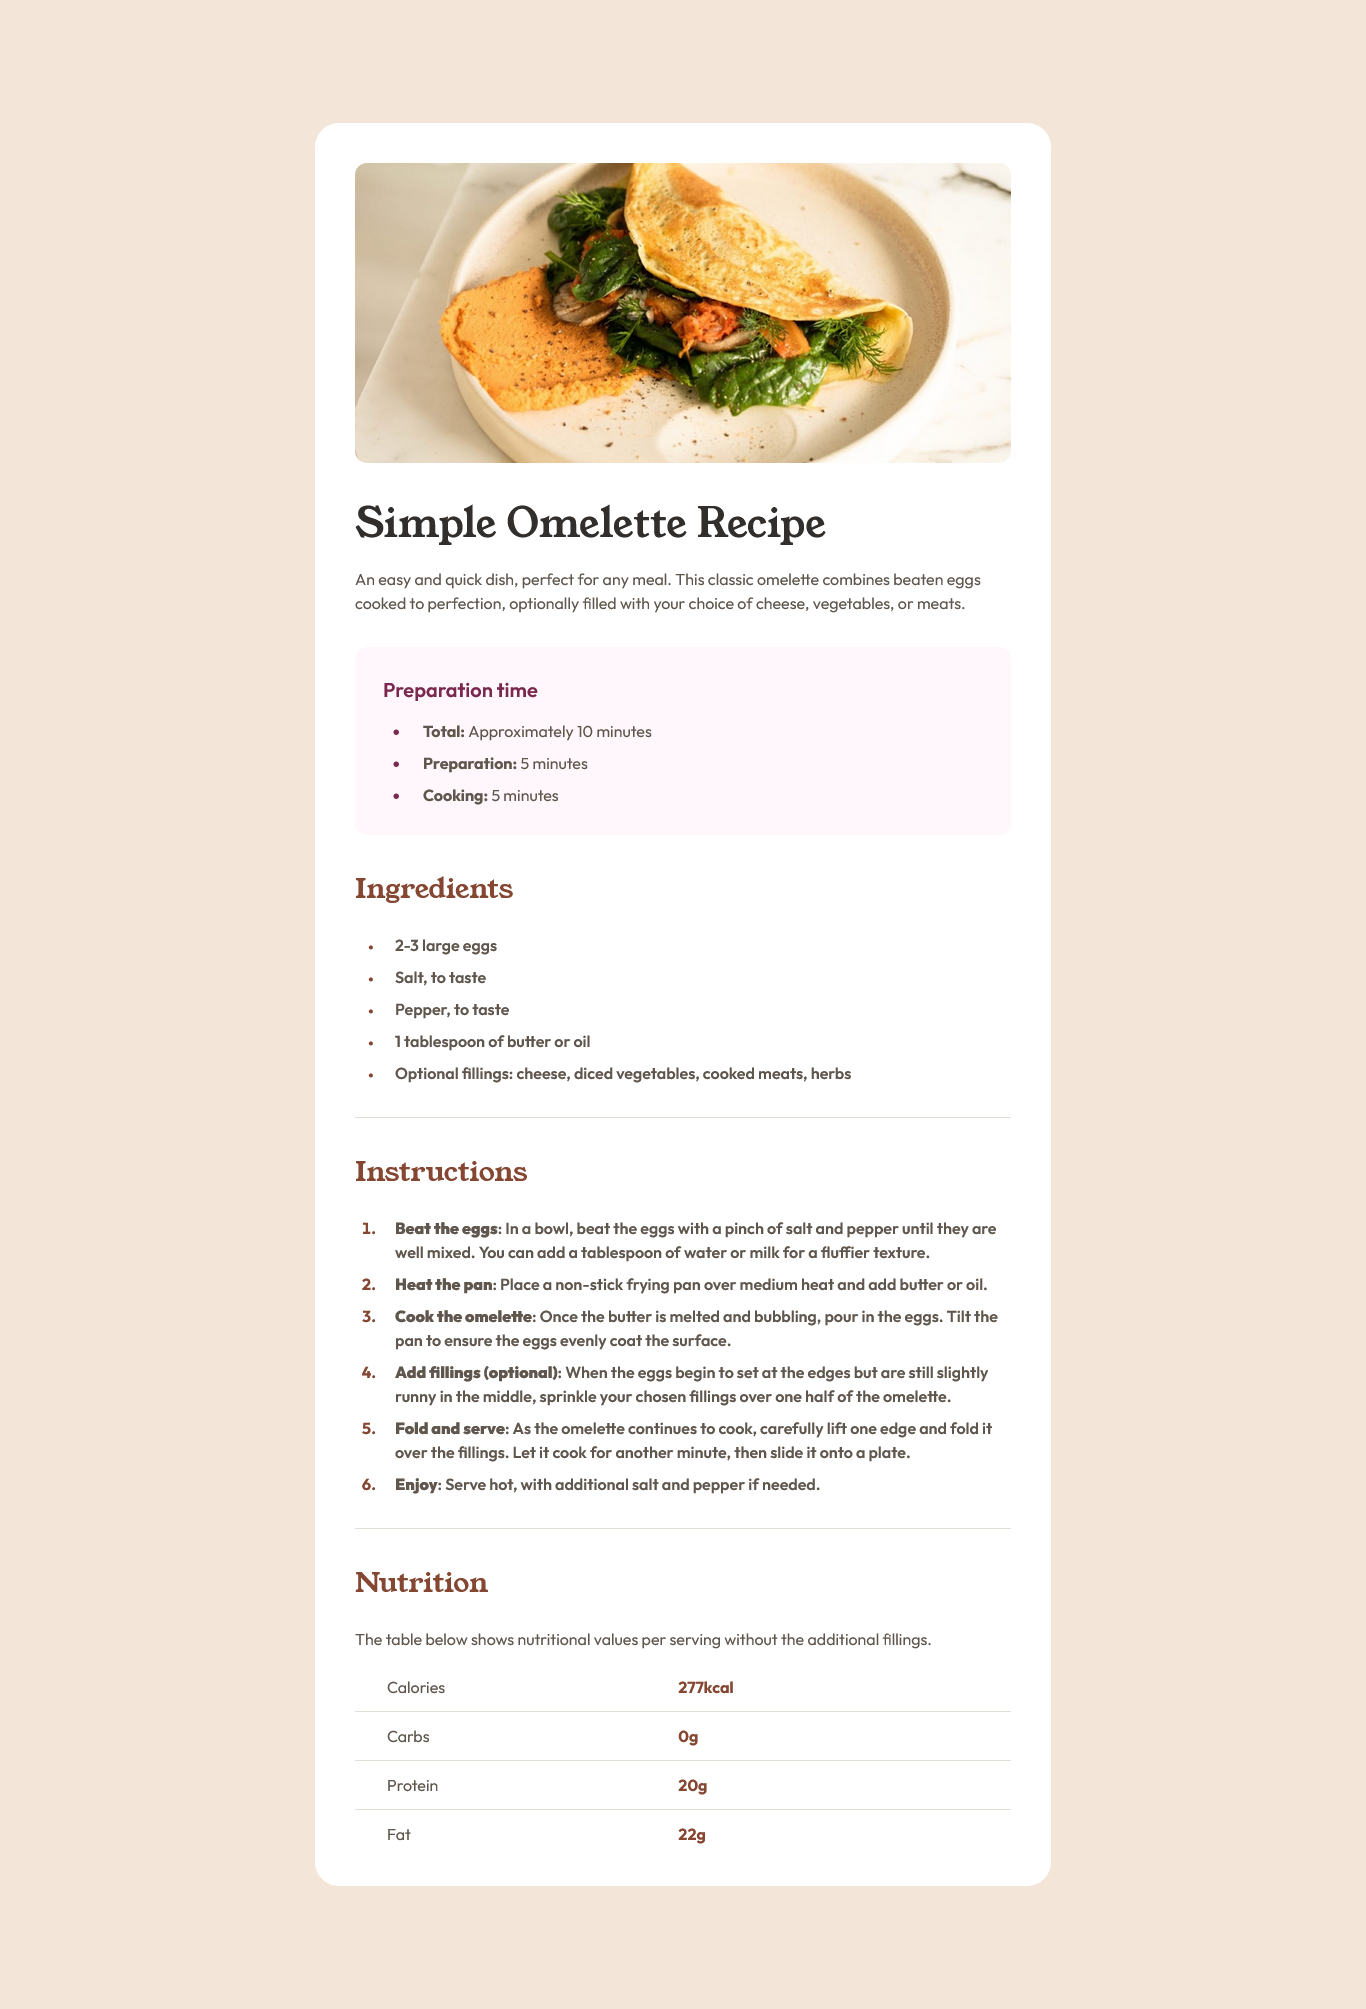 Simple Omelette Recipe
An easy and quick dish, perfect for any meal. This classic omelette combines beaten eggs
cooked to perfection, optionally filled with your choice of cheese, vegetables, or meats.
Preparation time
• Total: Approximately 10 minutes
• Preparation: 5 minutes
• Cooking: 5 minutes
Ingredients
• 2-3 large eggs
• Salt, to taste
• Pepper, to taste
• 1 tablespoon of butter or oil
• Optional fillings: cheese, diced vegetables, cooked meats, herbs
Instructions
1. Beat the eggs: In a bowl, beat the eggs with a pinch of salt and pepper until they are
well mixed. You can add a tablespoon of water or milk for a fluffier texture.
2. Heat the pan: Place a non-stick frying pan over medium heat and add butter or oil.
3. Cook the omelette: Once the butter is melted and bubbling, pour in the eggs. Tilt the
pan to ensure the eggs evenly coat the surface.
4. Add fillings (optional): When the eggs begin to set at the edges but are still slightly
runny in the middle, sprinkle your chosen fillings over one half of the omelette.
5. Fold and serve: As the omelette continues to cook, carefully lift one edge and fold it
over the fillings. Let it cook for another minute, then slide it onto a plate.
6. Enjoy: Serve hot, with additional salt and pepper if needed.
Nutrition
The table below shows nutritional values per serving without the additional fillings.
Calories 277kcal
Carbs 0g
Protein 20g
Fat 22g